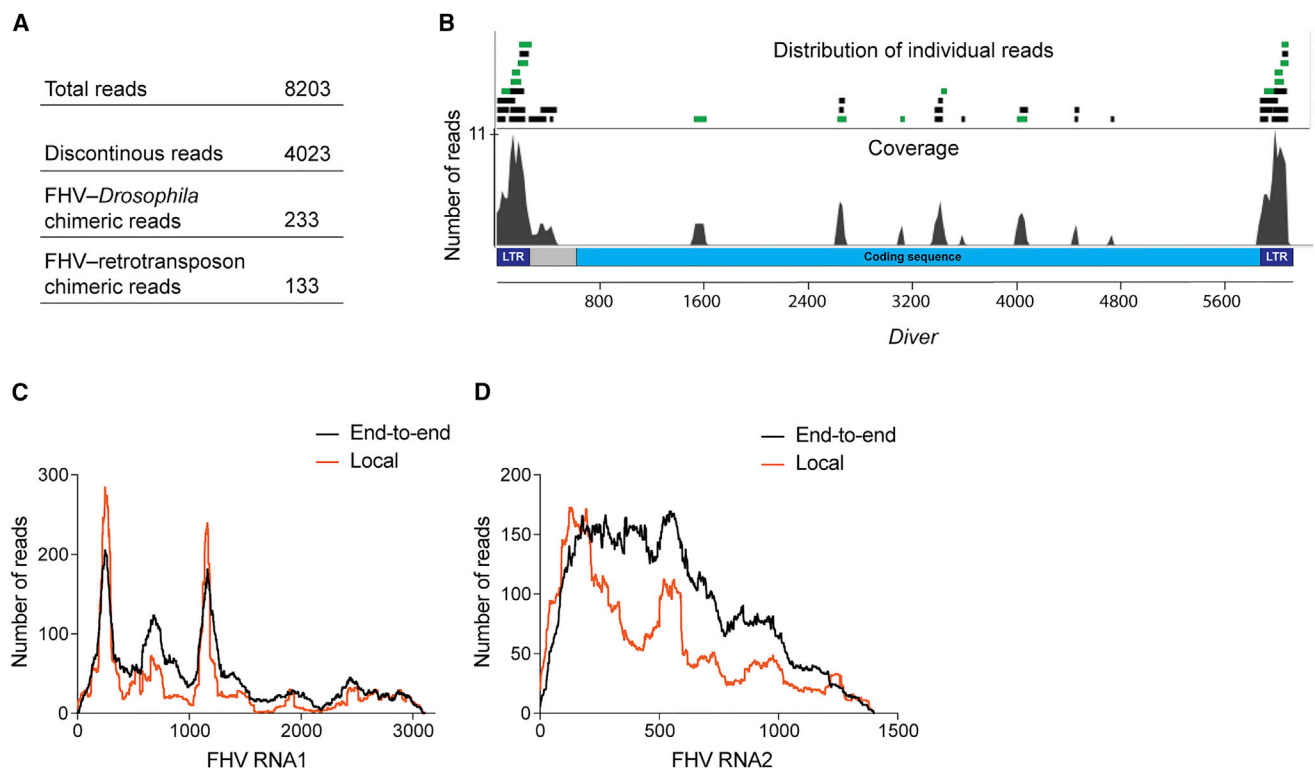 A
Total reads 8203
Discontinous reads 4023
FHV–Drosophila
chimeric reads 233
FHV–retrotransposon
chimeric reads 133
B
Distribution of individual reads
11
Coverage
Number of reads
LTR Coding sequence LTR
800 1600 2400 3200 4000 4800 5600
Diver
C
End-to-end
Local
300
200
100
0
Number of reads
0 1000 2000 3000
FHV RNA1
D
End-to-end
Local
200
150
100
50
0
Number of reads
0 500 1000 1500
FHV RNA2